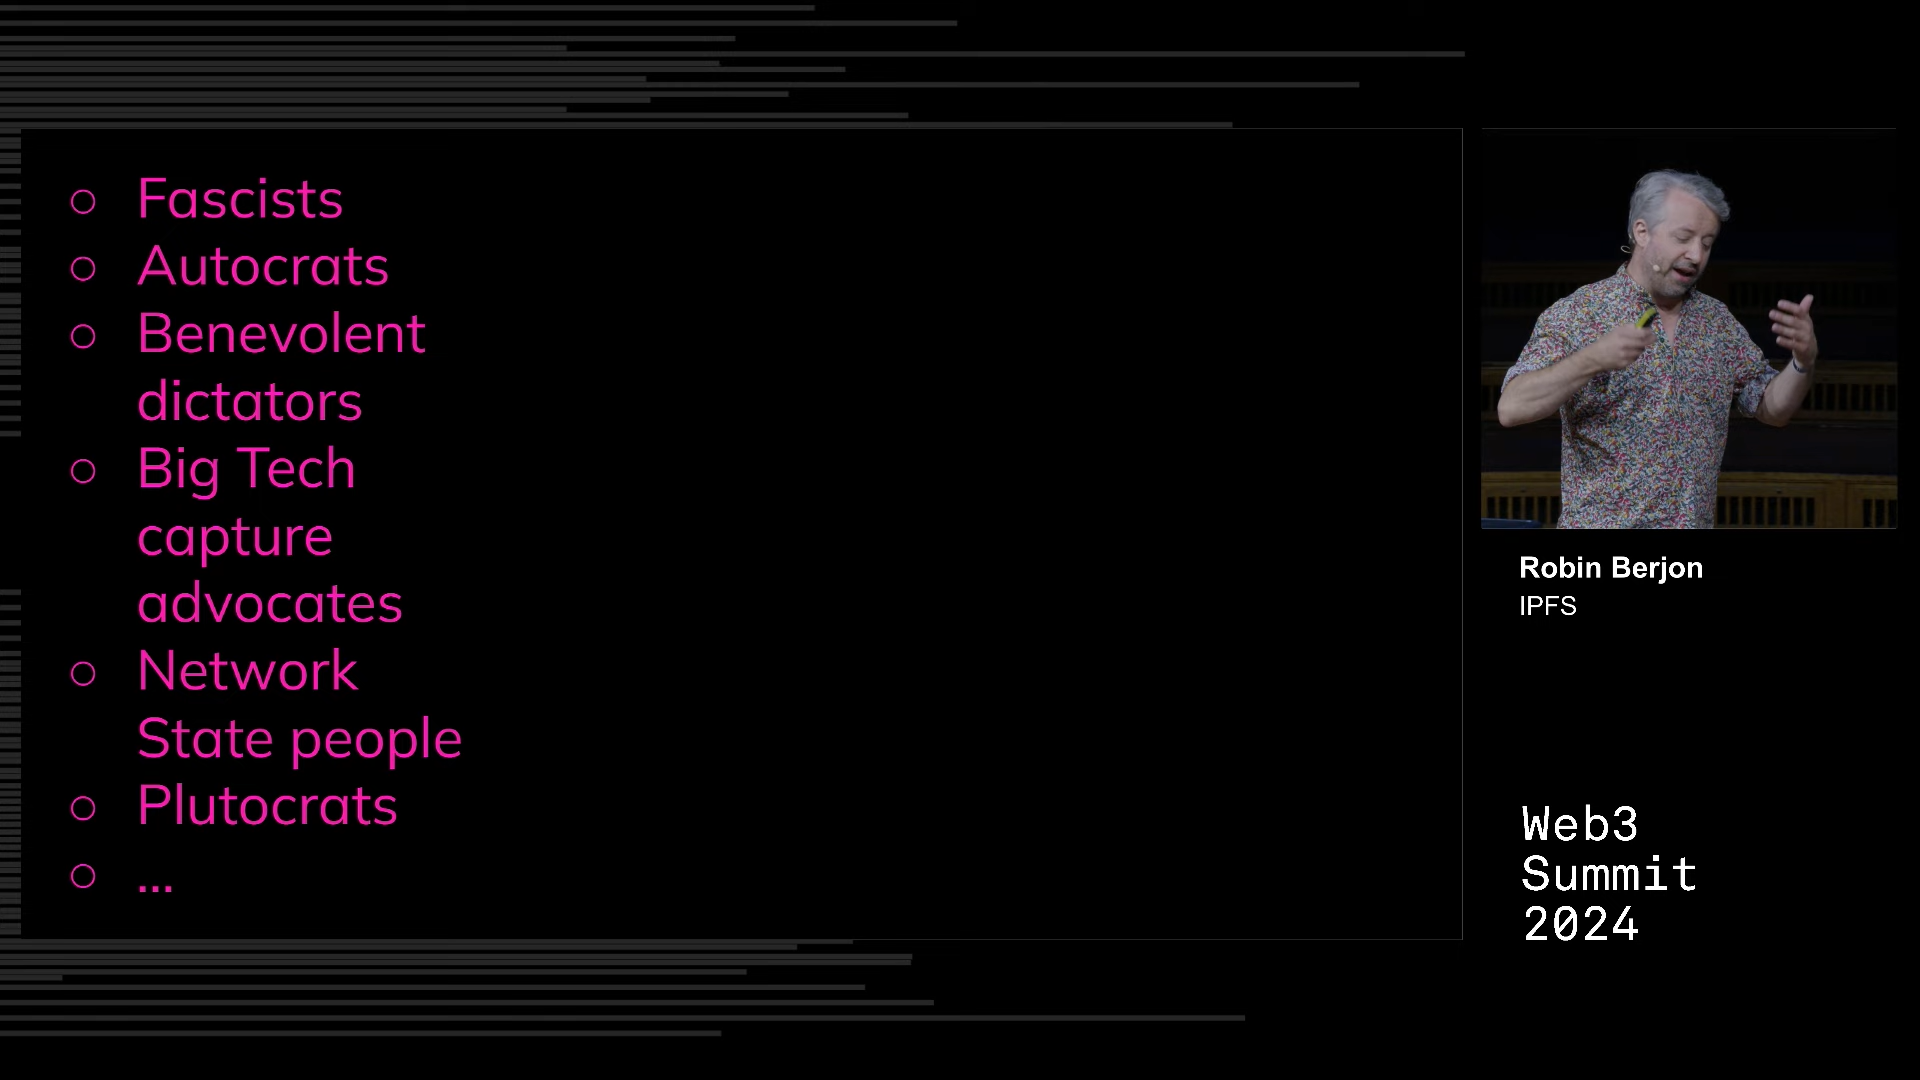 Fascists
Autocrats
Benevolent
dictators
Big Tech
capture
advocates
Network
State people
Plutocrats
...
Robin Berjon
IPFS
Web3
Summit
2024